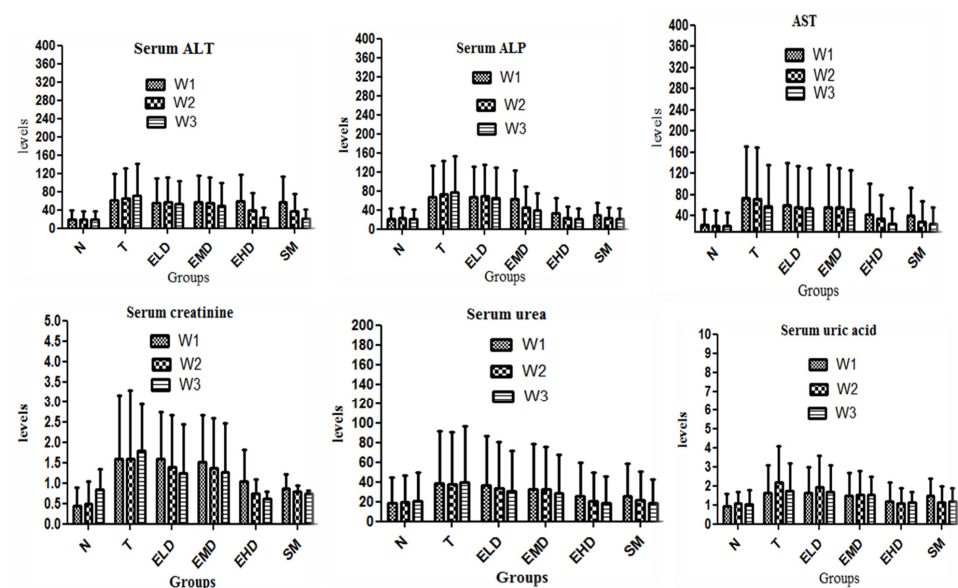 Serum ALT
400
360
320
280
240
200
160
120
80
40
0
levels
W1
W2
W3
N
T
ELD
EMD
EHD
SM
Groups
Serum ALP
400
360
320
280
240
200
160
120
80
40
0
levels
W1
W2
W3
N
T
ELD
EMD
EHD
SM
Groups
AST
400
360
320
280
240
160
120
80
40
levels
W1
W2
W3
N
T
ELD
EMD
EHD
SM
Groups
Serum creatinine
5.0
4.5
4.0
3.5
3.0
2.5
2.0
1.5
1.0
0.5
0.0
levels
W1
W2
W3
N
T
ELD
EMD
EHD
SM
Groups
Serum urea
200
180
160
140
120
100
80
60
40
20
0
levels
W1
W2
W3
N
T
ELD
EMD
EHD
SM
Groups
Serum uric acid
10
9
8
7
6
5
4
3
2
1
0
levels
W1
W2
W3
N
T
ELD
EMD
EHD
SM
Groups